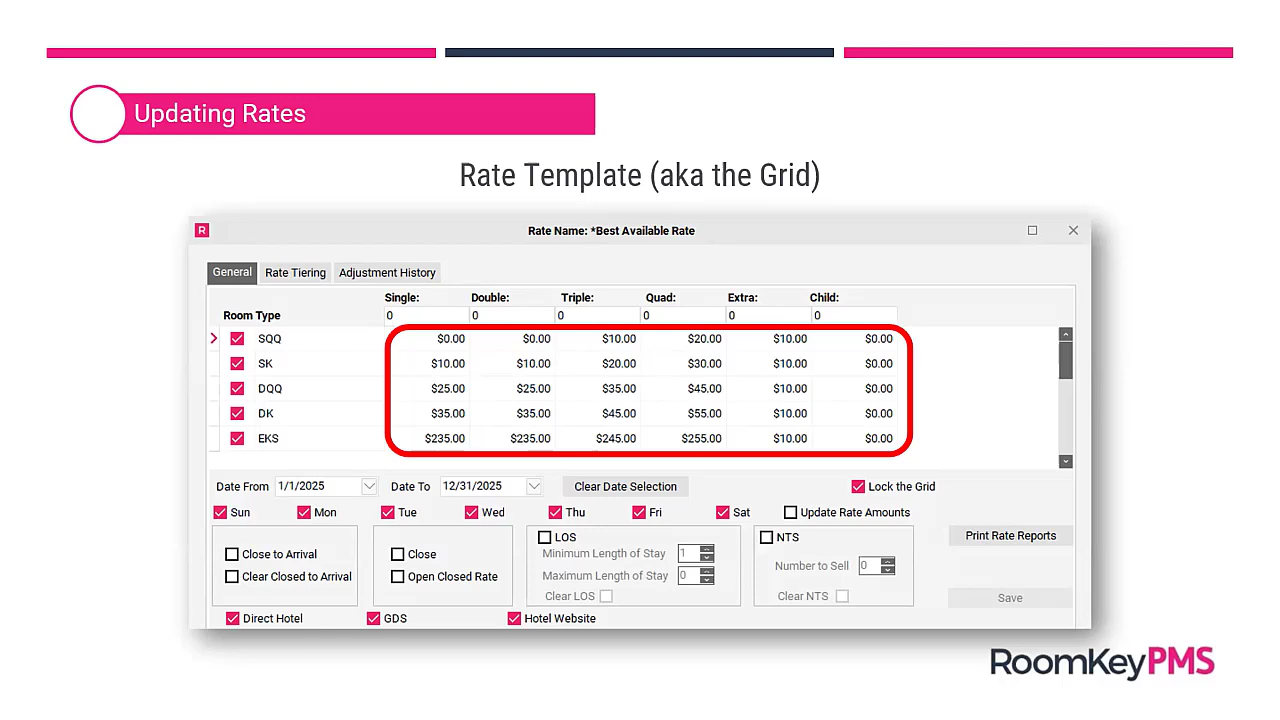 Updating Rates
Rate Template (aka the Grid)
R
Rate Name: *Best Available Rate
General Rate Tiering Adjustment History
Single: Double: Triple: Quad: Extra: Child:
Room Type 0 0 0 0 0 0
SQQ $0.00 $0.00 $10.00 $20.00 $10.00 $0.00
SK $10.00 $10.00 $20.00 $30.00 $10.00 $0.00
DQQ $25.00 $25.00 $35.00 $45.00 $10.00 $0.00
DK $35.00 $35.00 $45.00 $55.00 $10.00 $0.00
EKS $235.00 $235.00 $245.00 $255.00 $10.00 $0.00
Date From 1/1/2025 Date To 12/31/2025 Clear Date Selection Lock the Grid
Sun Mon Tue Wed Thu Fri Sat Update Rate Amounts
Close to Arrival
Clear Closed to Arrival
Close
Open Closed Rate
LOS
Minimum Length of Stay 1
Maximum Length of Stay 0
Clear LOS
NTS
Number to Sell 0
Clear NTS
Print Rate Reports
Save
Direct Hotel GDS Hotel Website
RoomKeyPMS